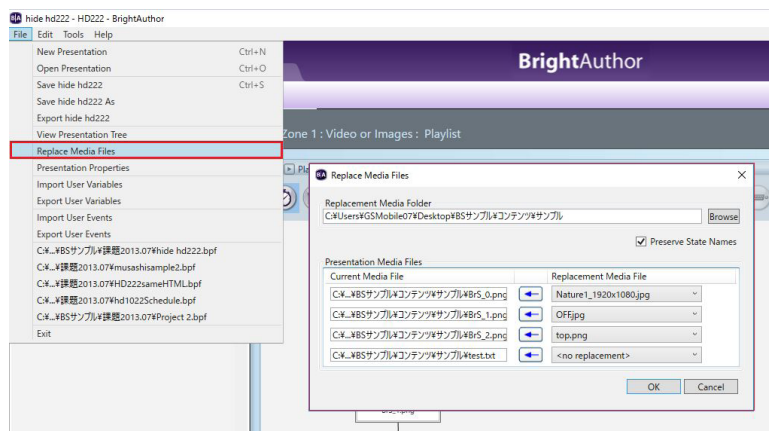 hide hd222 - HD222 - BrightAuthor
File Edit Tools Help
New Presentation Ctrl+N
Open Presentation Ctrl+O
Save hide hd222 Ctrl+S
Save hide hd222 As
Export hide hd222
View Presentation Tree
Replace Media Files
Presentation Properties
Import User Variables
Export User Variables
Import User Events
Export User Events
C:¥...¥BSサンプル¥課題2013.07¥hide hd222.bpf
C:¥...¥課題2013.07¥musashisample2.bpf
C:¥...¥課題2013.07¥HD222sameHTML.bpf
C:¥...¥課題2013.07¥hd1022Schedule.bpf
C:¥...¥BSサンプル¥課題2013.07¥Project 2.bpf
Exit
BrightAuthor
Zone 1 : Video or Images : Playlist
Replace Media Files
Replacement Media Folder
C:¥Users¥GSMobile07¥Desktop¥BSサンプル¥コンテンツ¥サンプル Browse
Preserve State Names
Presentation Media Files
Current Media File Replacement Media File
C:¥...¥BSサンプル¥コンテンツ¥サンプル¥BrS_0.png Nature1_1920x1080.jpg
C:¥...¥BSサンプル¥コンテンツ¥サンプル¥BrS_1.png OFF.jpg
C:¥...¥BSサンプル¥コンテンツ¥サンプル¥BrS_2.png top.png
C:¥...¥BSサンプル¥コンテンツ¥サンプル¥test.txt <no replacement>
OK Cancel